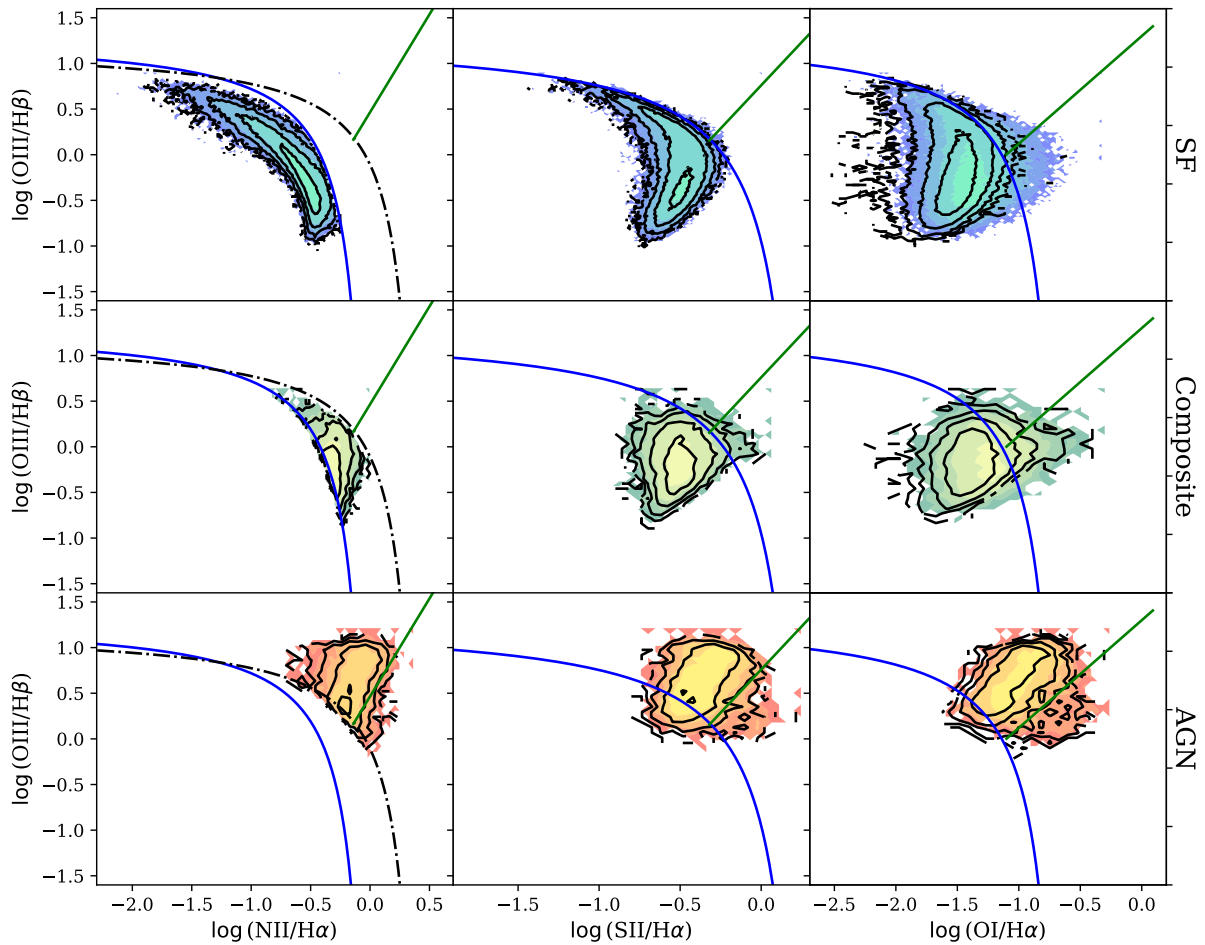 1.5
1.0
0.5
0.0
−0.5
−1.0
−1.5
log (OIII/Hβ)
SF
1.5
1.0
0.5
0.0
−0.5
−1.0
−1.5
log (OIII/Hβ)
Composite
1.5
1.0
0.5
0.0
−0.5
−1.0
−1.5
log (OIII/Hβ)
AGN
−2.0 −1.5 −1.0 −0.5 0.0 0.5
−1.5 −1.0 −0.5 0.0
−2.5 −2.0 −1.5 −1.0 −0.5 0.0
log (NII/Hα)
log (SII/Hα)
log (OI/Hα)